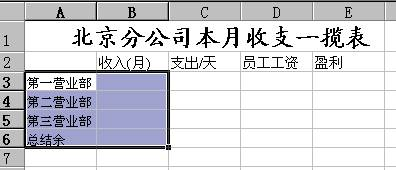 A B C D E
1 北京分公司本月收支一揽表
2 收入(月) 支出/天 员工工资 盈利
3 第一营业部
4 第二营业部
5 第三营业部
6 总结余
7